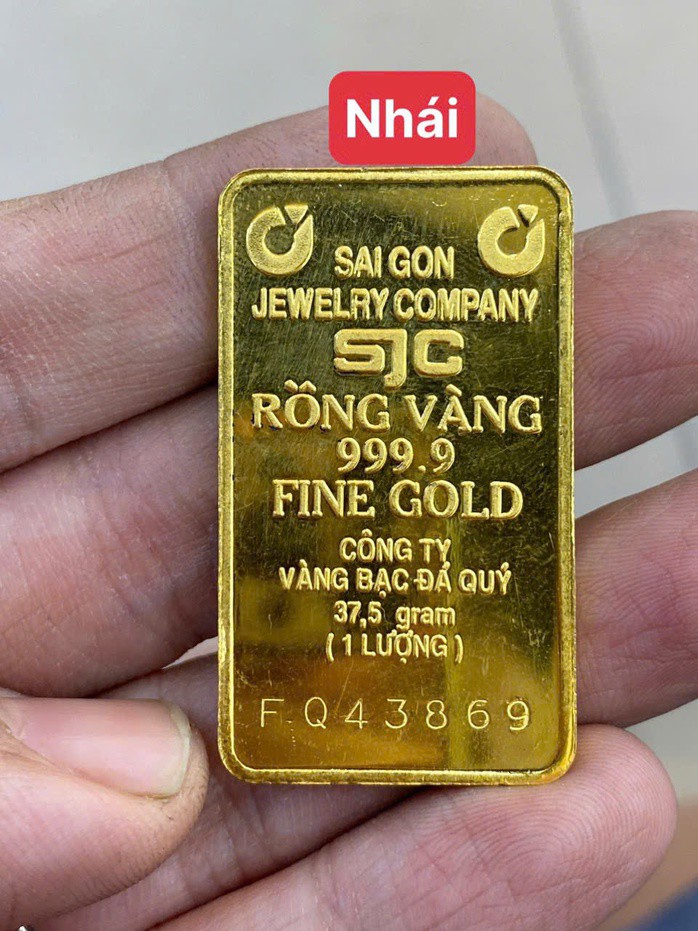 Nhái
SAI GON
JEWELRY COMPANY
SJC
RỒNG VÀNG
999.9
FINE GOLD
CÔNG TY
VÀNG BẠC ĐÁ QUÝ
37,5 gram
( 1 LƯỢNG )
FQ43869